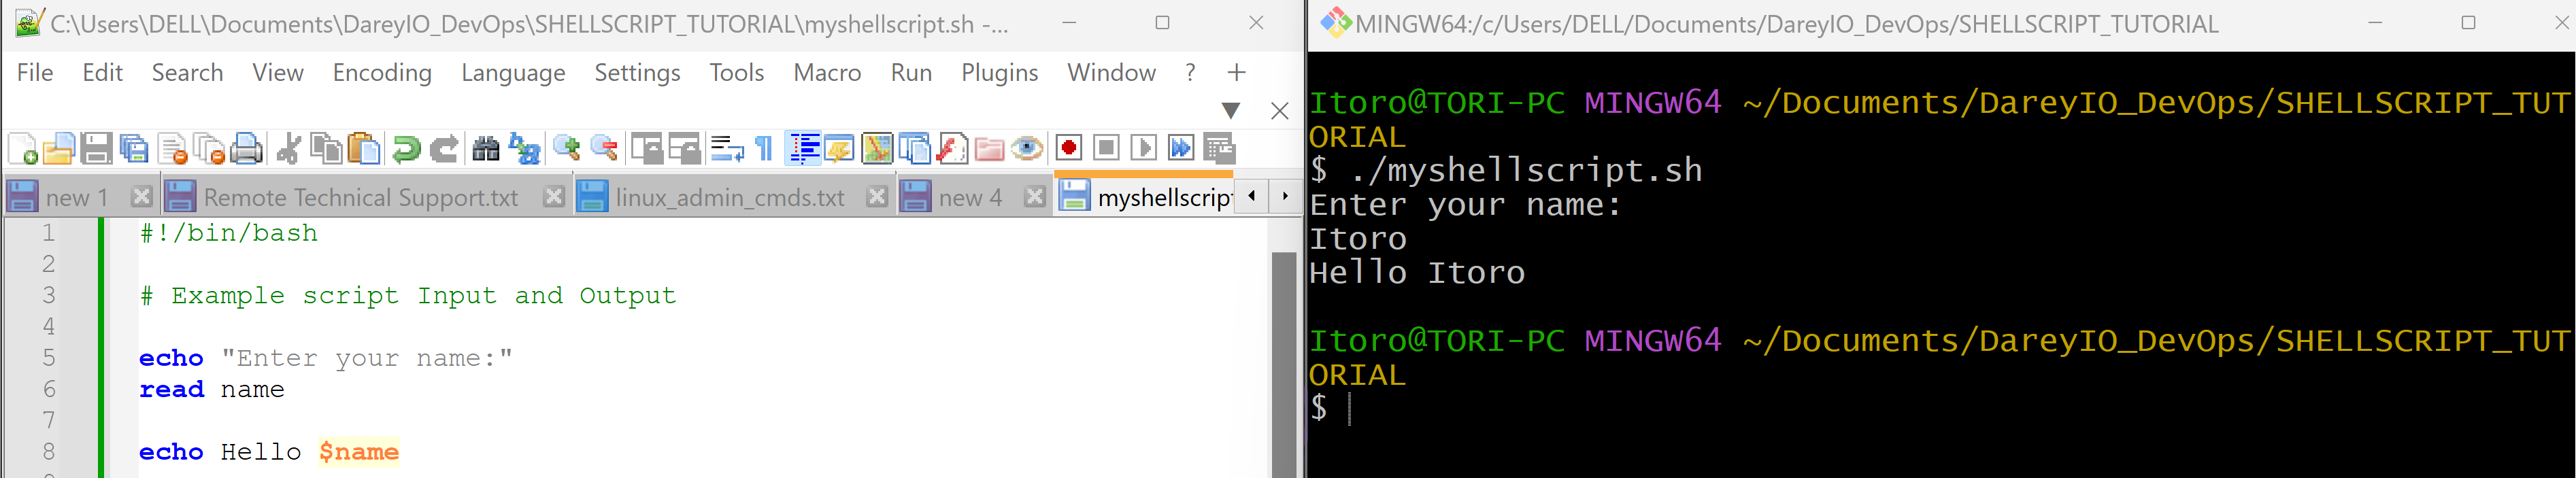 C:\Users\DELL\Documents\DareyIO_DevOps\SHELLSCRIPT_TUTORIAL\myshellscript.sh -...
File Edit Search View Encoding Language Settings Tools Macro Run Plugins Window ? +
new 1 Remote Technical Support.txt linux_admin_cmds.txt new 4 myshellscrip
1 #!/bin/bash
2
3 # Example script Input and Output
4
5 echo "Enter your name:"
6 read name
7
8 echo Hello $name
MINGW64:/c/Users/DELL/Documents/DareyIO_DevOps/SHELLSCRIPT_TUTORIAL
Itoro@TORI-PC MINGW64 ~/Documents/DareyIO_DevOps/SHELLSCRIPT_TUT
ORIAL
$ ./myshellscript.sh
Enter your name:
Itoro
Hello Itoro
Itoro@TORI-PC MINGW64 ~/Documents/DareyIO_DevOps/SHELLSCRIPT_TUT
ORIAL
$